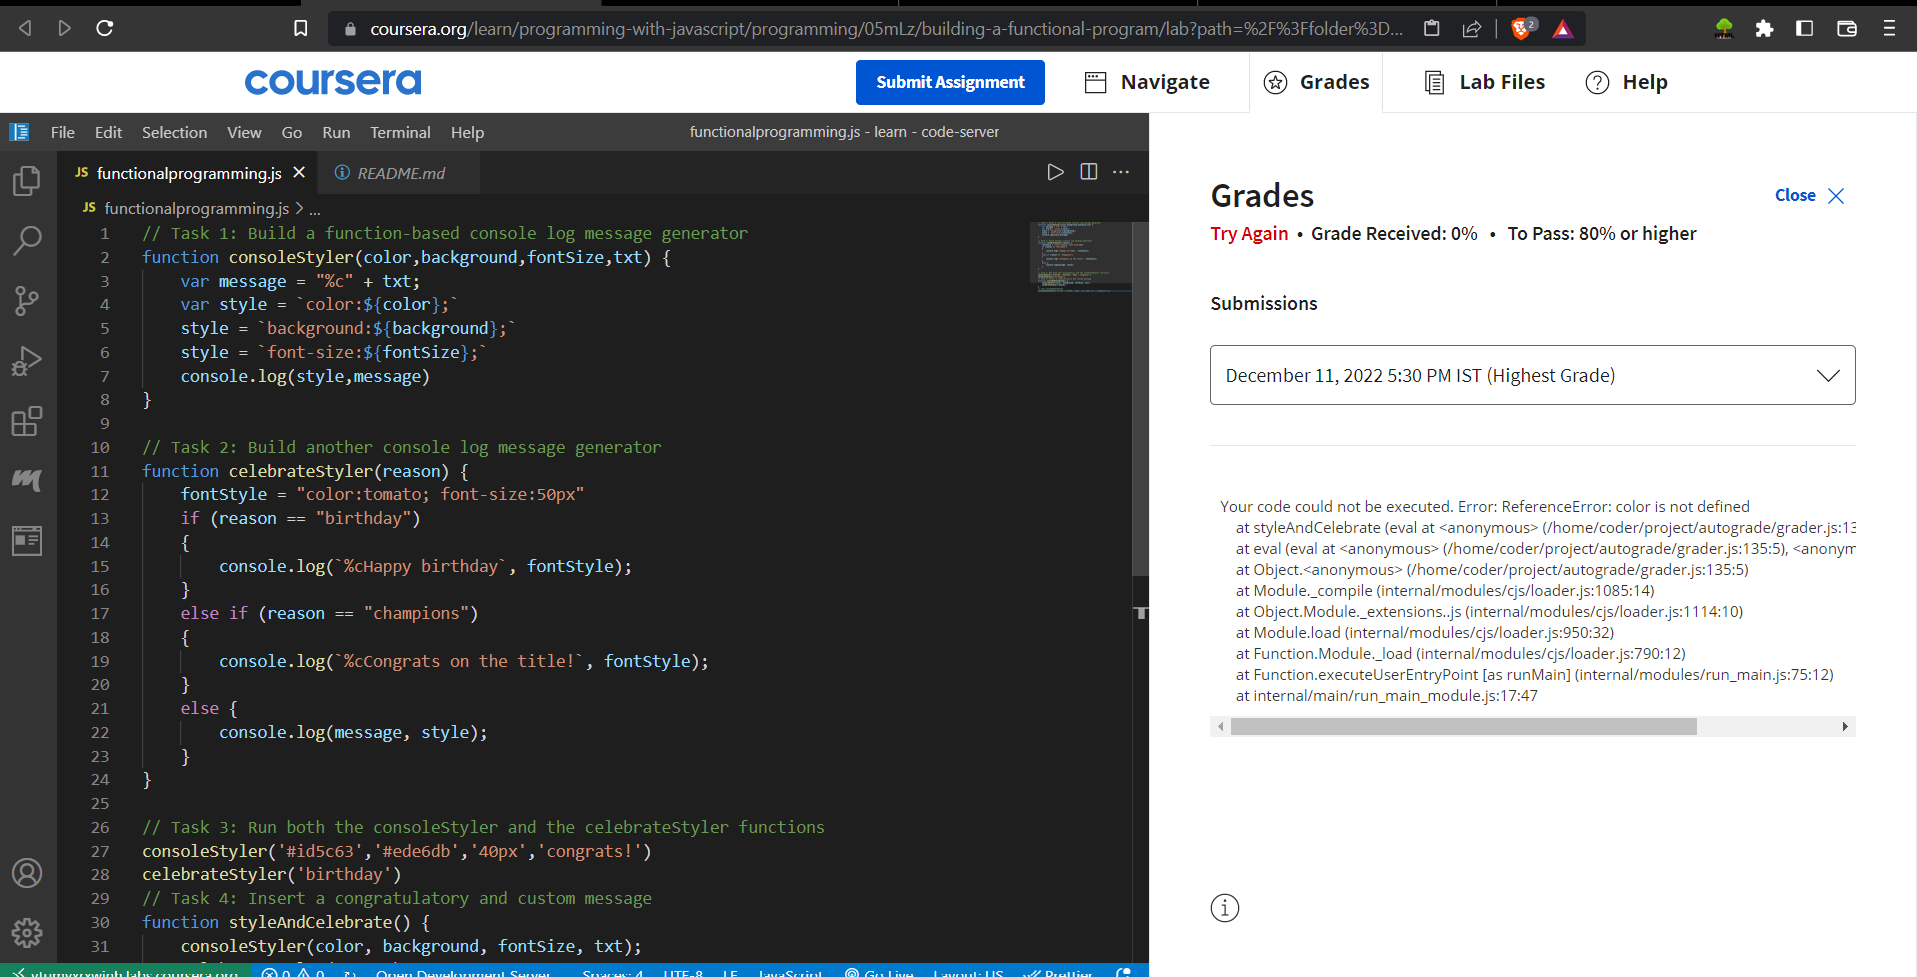 coursera.org/learn/programming-with-javascript/programming/05mLz/building-a-functional-program/lab?path=%2F%3Ffolder%3D...
2
coursera
Submit Assignment
Navigate
Grades
Lab Files
Help
File Edit Selection View Go Run Terminal Help
functionalprogramming.js - learn - code-server
JS functionalprogramming.js
README.md
JS functionalprogramming.js > ...
1 // Task 1: Build a function-based console log message generator
2 function consoleStyler(color,background,fontSize,txt) {
3 var message = "%c" + txt;
4 var style = `color:${color};`
5 style = `background:${background};`
6 style = `font-size:${fontSize};`
7 console.log(style,message)
8 }
9
10 // Task 2: Build another console log message generator
11 function celebrateStyler(reason) {
12 fontStyle = "color:tomato; font-size:50px"
13 if (reason == "birthday")
14 {
15 console.log(`%cHappy birthday`, fontStyle);
16 }
17 else if (reason == "champions")
18 {
19 console.log(`%cCongrats on the title!`, fontStyle);
20 }
21 else {
22 console.log(message, style);
23 }
24 }
25
26 // Task 3: Run both the consoleStyler and the celebrateStyler functions
27 consoleStyler('#id5c63','#ede6db','40px','congrats!')
28 celebrateStyler('birthday')
29 // Task 4: Insert a congratulatory and custom message
30 function styleAndCelebrate() {
31 consoleStyler(color, background, fontSize, txt);
0 0 Open Development Server Spaces: 4 UTF-8 LF JavaScript Go Live Layout: US Prettier
Grades
Close
Try Again • Grade Received: 0% • To Pass: 80% or higher
Submissions
December 11, 2022 5:30 PM IST (Highest Grade)
Your code could not be executed. Error: ReferenceError: color is not defined
at styleAndCelebrate (eval at <anonymous> (/home/coder/project/autograde/grader.js:13
at eval (eval at <anonymous> (/home/coder/project/autograde/grader.js:135:5), <anonym
at Object.<anonymous> (/home/coder/project/autograde/grader.js:135:5)
at Module._compile (internal/modules/cjs/loader.js:1085:14)
at Object.Module._extensions..js (internal/modules/cjs/loader.js:1114:10)
at Module.load (internal/modules/cjs/loader.js:950:32)
at Function.Module._load (internal/modules/cjs/loader.js:790:12)
at Function.executeUserEntryPoint [as runMain] (internal/modules/run_main.js:75:12)
at internal/main/run_main_module.js:17:47